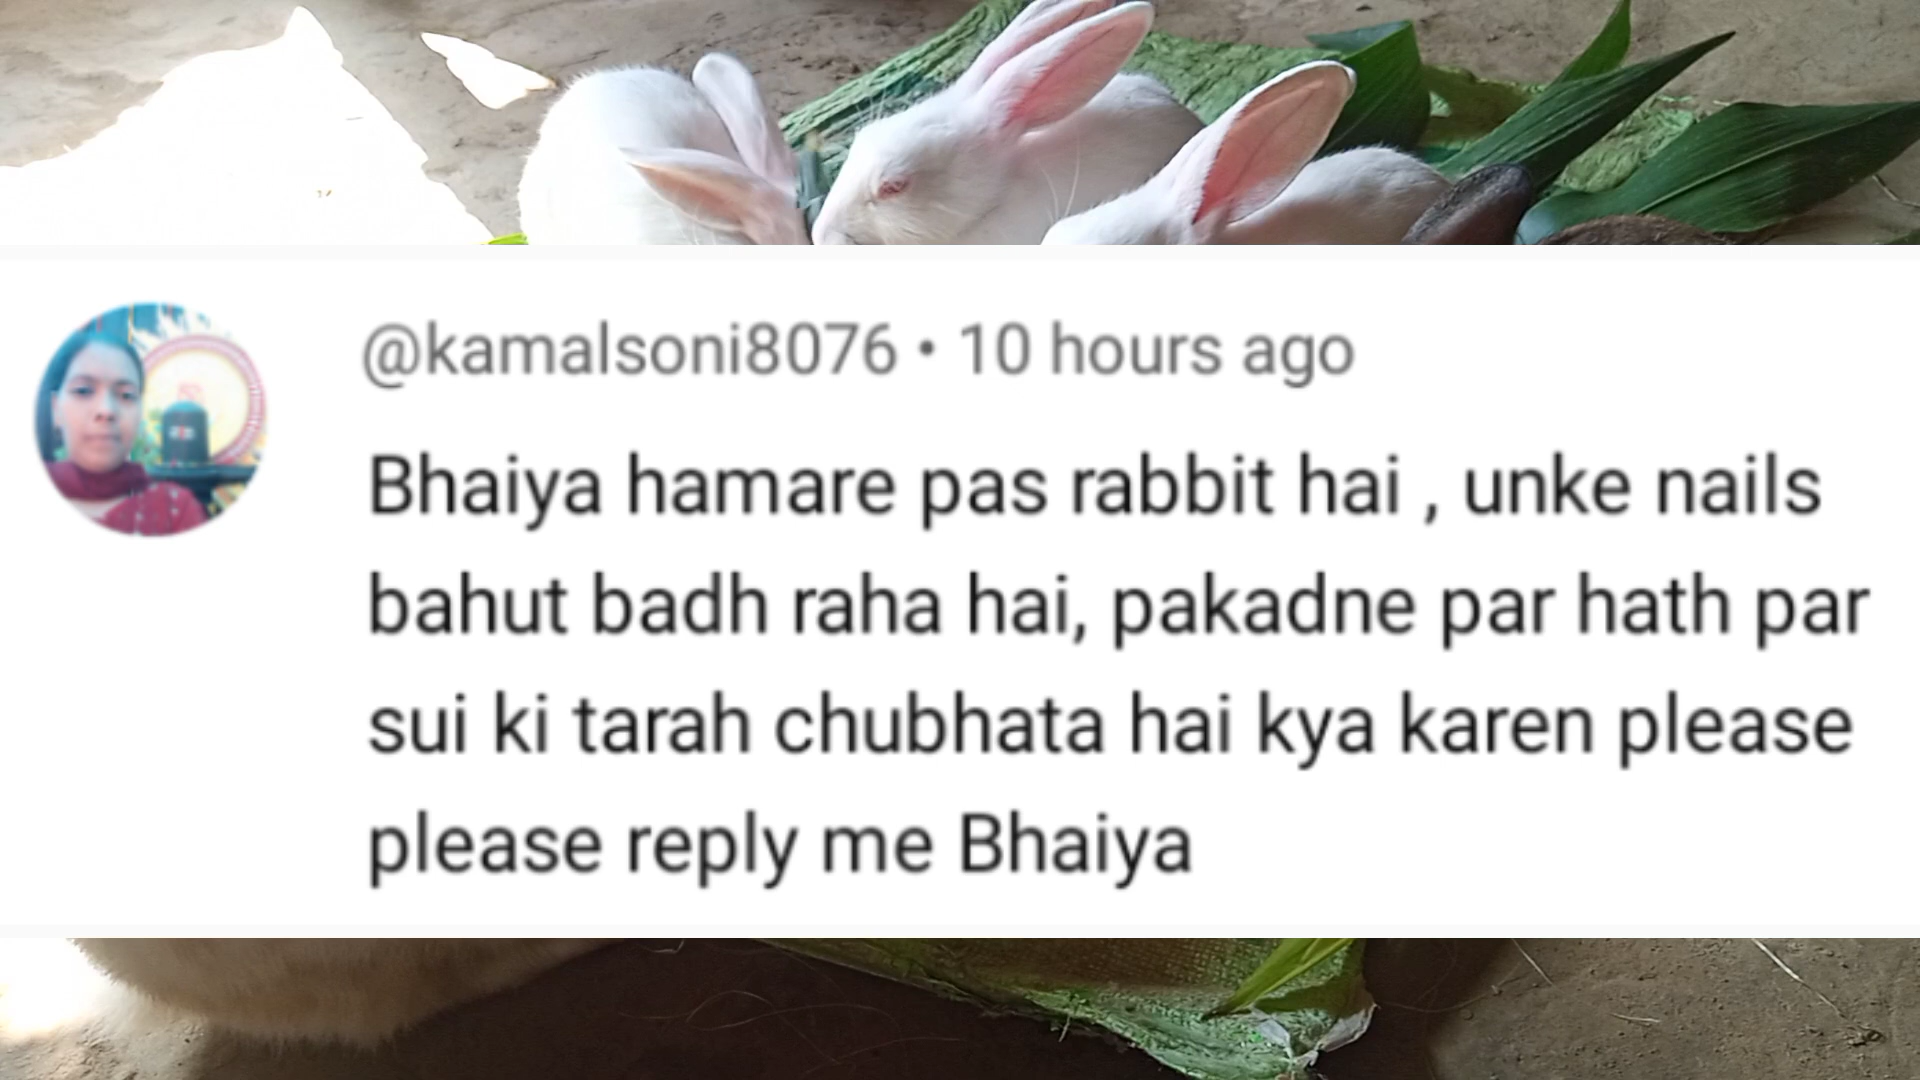 @kamalsoni8076 • 10 hours ago
Bhaiya hamare pas rabbit hai , unke nails
bahut badh raha hai, pakadne par hath par
sui ki tarah chubhata hai kya karen please
please reply me Bhaiya